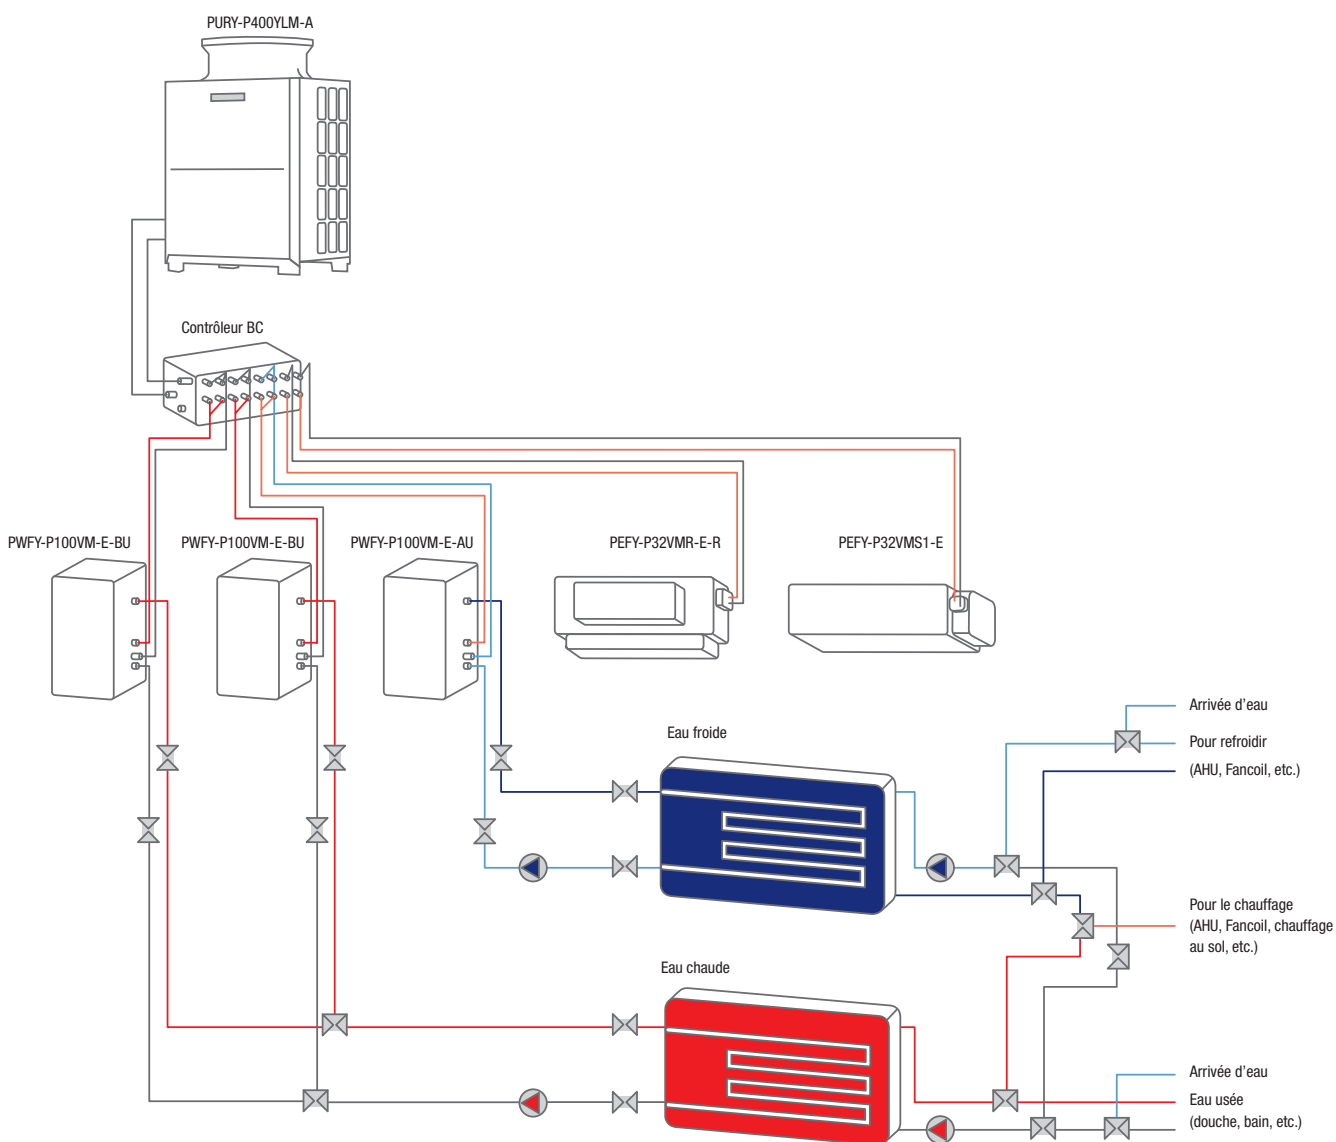 PURY-P400YLM-A
Contrôleur BC
PWFY-P100VM-E-BU
PWFY-P100VM-E-BU
PWFY-P100VM-E-AU
PEFY-P32VMR-E-R
PEFY-P32VMS1-E
Eau froide
Arrivée d’eau
Pour refroidir
(AHU, Fancoil, etc.)
Pour le chauffage
(AHU, Fancoil, chauffage
au sol, etc.)
Eau chaude
Arrivée d’eau
Eau usée
(douche, bain, etc.)